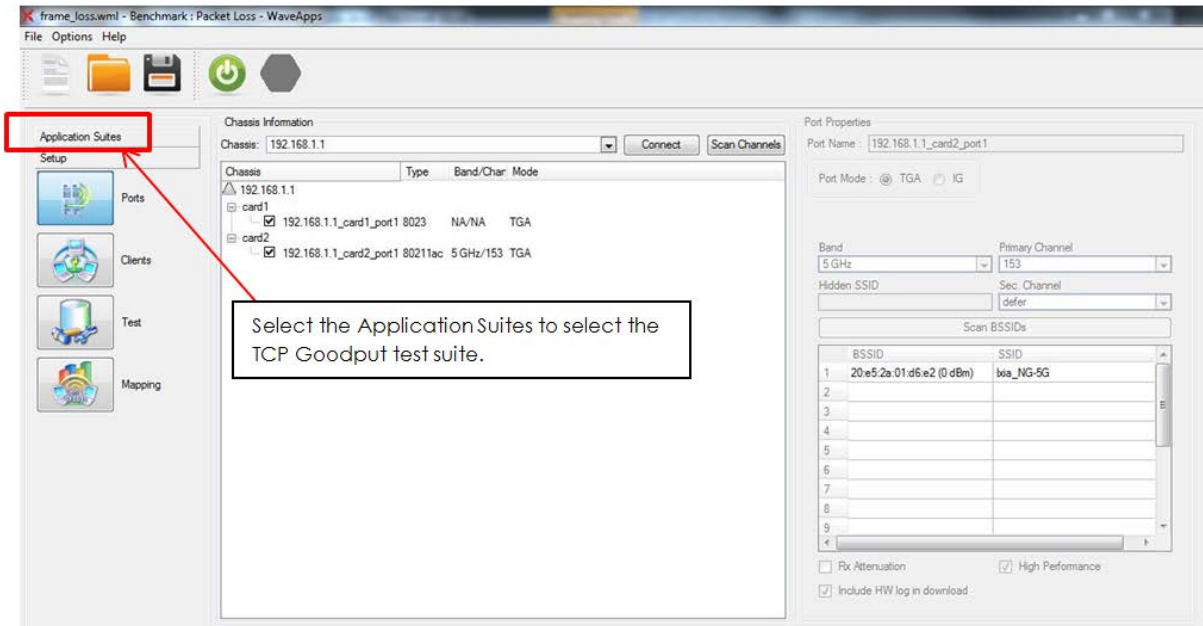 frame_loss.wml - Benchmark : Packet Loss - WaveApps
File Options Help
Application Suites
Setup
Ports
Clients
Test
Mapping
Chassis Information
Chassis: 192.168.1.1 Connect Scan Channels
Chassis Type Band/Char Mode
192.168.1.1
card1
192.168.1.1_card1_port1 8023 NA/NA TGA
card2
192.168.1.1_card2_port1 80211ac 5 GHz/153 TGA
Select the Application Suites to select the
TCP Goodput test suite.
Port Properties
Port Name : 192.168.1.1_card2_port1
Port Mode : TGA IG
Band Primary Channel
5 GHz 153
Hidden SSID Sec. Channel
defer
Scan BSSIDs
BSSID SSID
1 20:e5:2a:01:d6:e2 (0 dBm) Ixia_NG-5G
2
3
4
5
6
7
8
9
Rx Attenuation High Performance
Include HW log in download